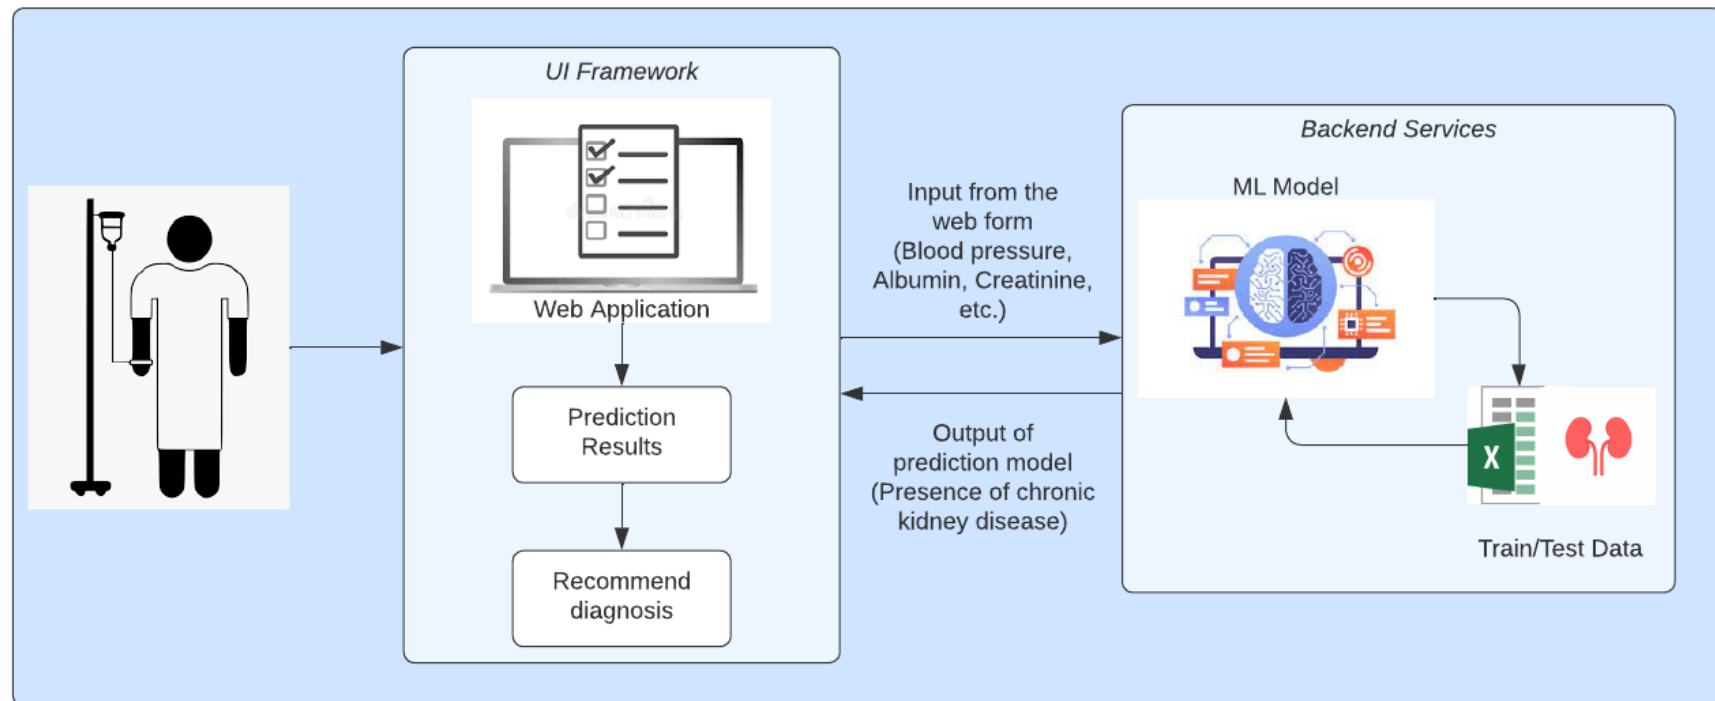 UI Framework
Web Application
Prediction
Results
Recommend
diagnosis
Input from the
web form
(Blood pressure,
Albumin, Creatinine,
etc.)
Output of
prediction model
(Presence of chronic
kidney disease)
Backend Services
ML Model
X
Train/Test Data